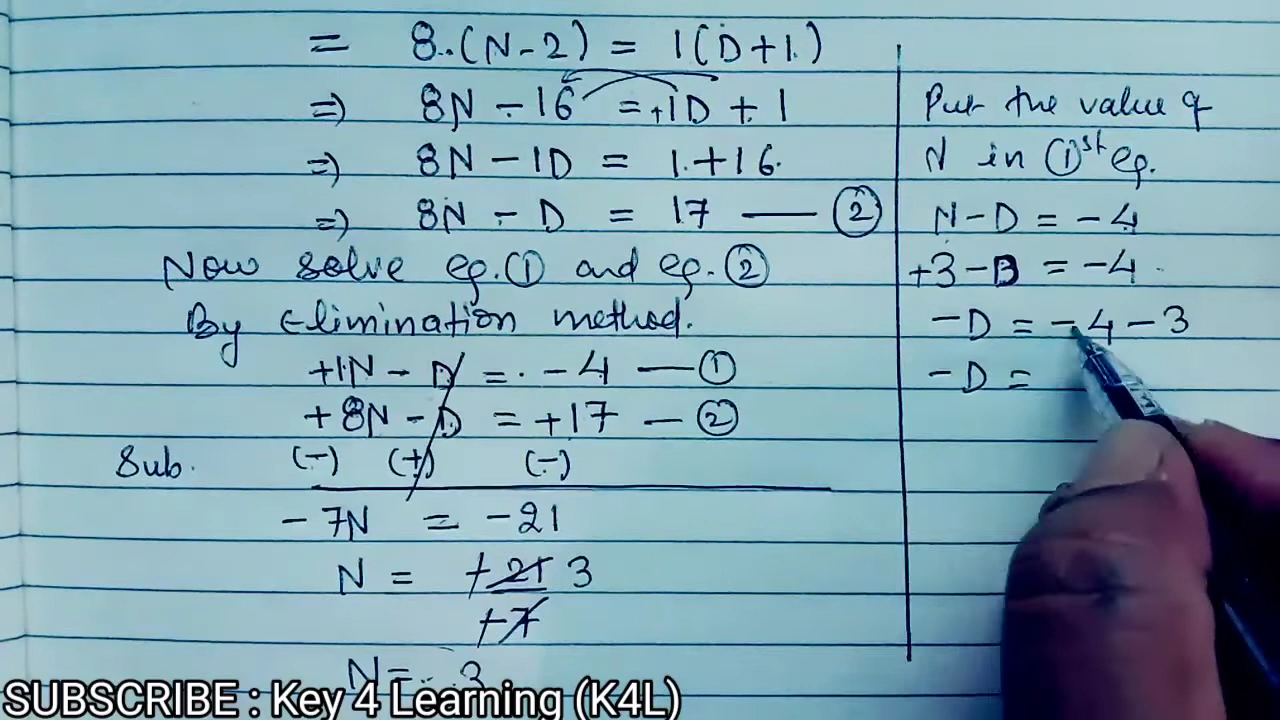 = 8.(N-2) = 1(D+1)
=) 8N - 16 = +1D + 1
=) 8N - 1D = 1 + 16
=) 8N - D = 17 —— ②
Now solve eq.① and eq.②
By Elimination method.
+1N - D = -4 — ①
+8N - D = +17 — ②
Sub. (-) (+) (-)
-7N = -21
N = +21 3
+7
N = 3
Put the value of
N in ①st eq.
N - D = -4
+3 - D = -4
-D = -4 - 3
-D =
SUBSCRIBE : Key 4 Learning (K4L)